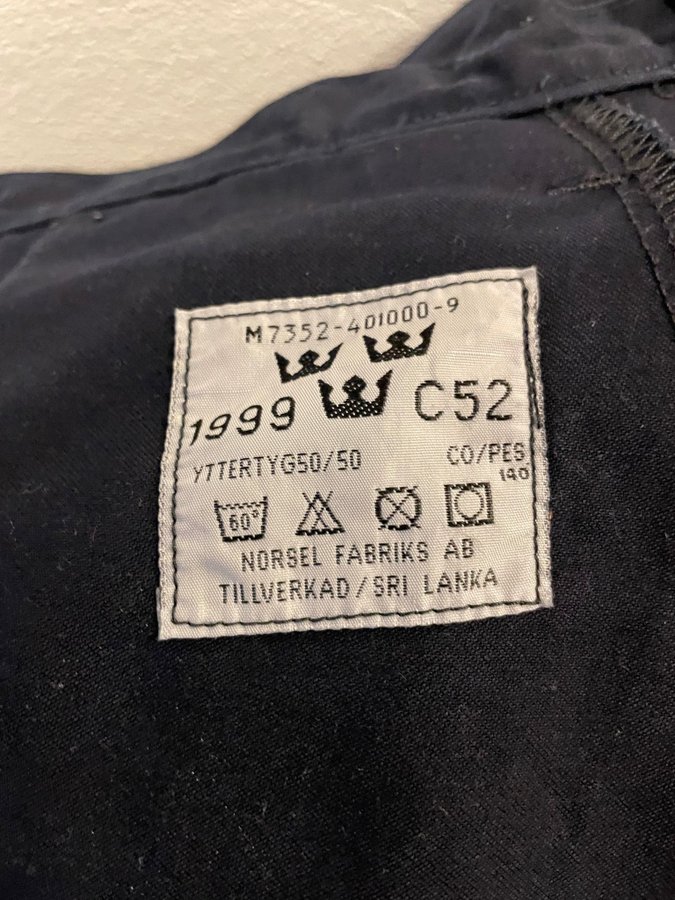 M7352-401000-9
1999 C52
YTTERTYG50/50 CO/PES
140
60°
NORSEL FABRIKS AB
TILLVERKAD/SRI LANKA